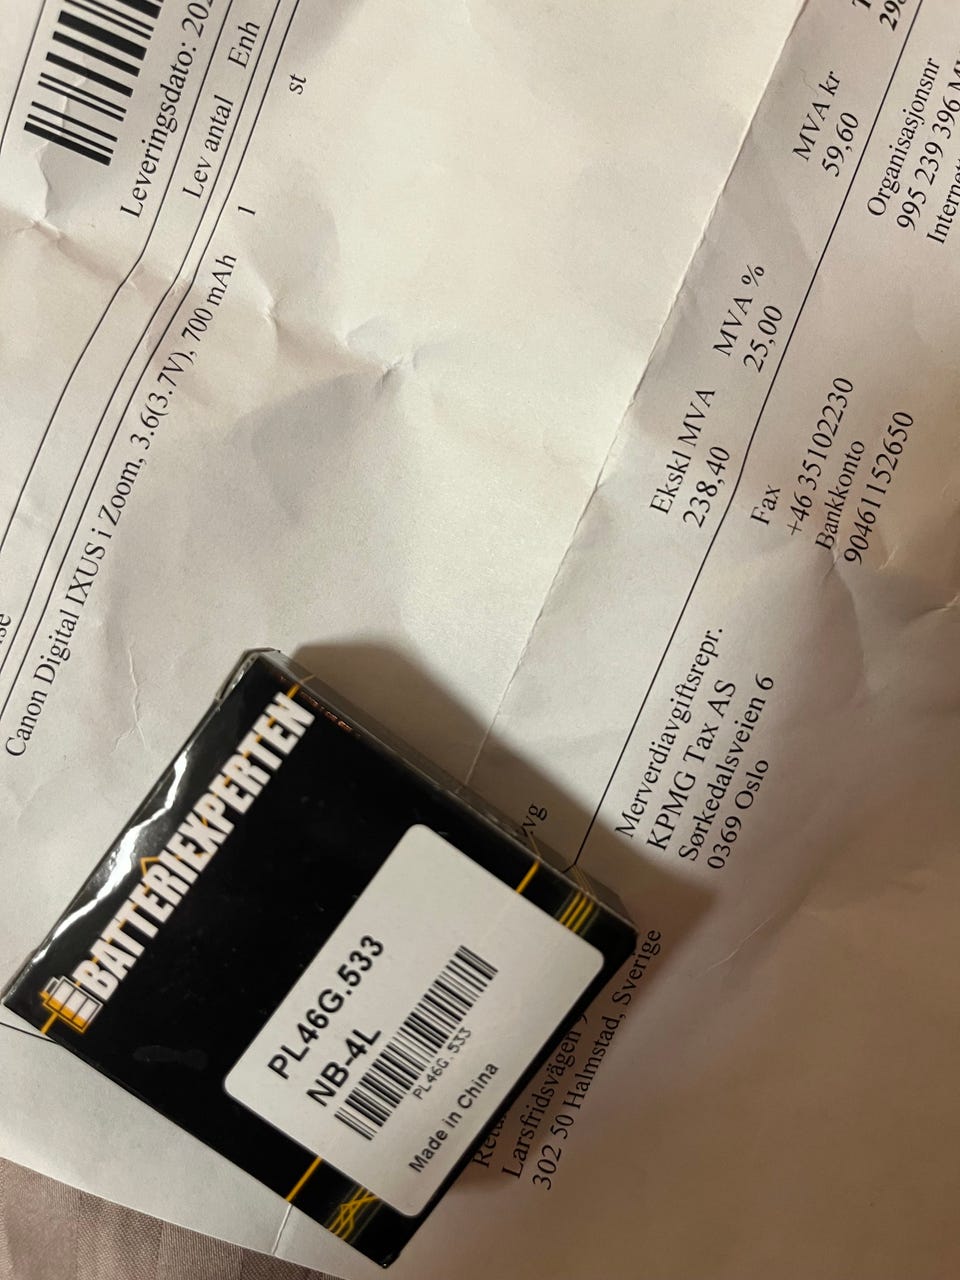 Leveringsdato:
Lev antal Enh
Canon Digital IXUS i Zoom, 3.6(3.7V), 700 mAh 1 st
Ekskl MVA MVA % MVA kr
238,40 25,00 59,60
Merverdiavgiftsrepr.
KPMG Tax AS
Sørkedalsveien 6
0369 Oslo
Fax
+46 35102230
Bankkonto
90461152650
Organisasjonsnr
995 239 396
Larsfridsvägen
302 50 Halmstad, Sverige
BATTERIEXPERTEN
PL46G.533
NB-4L
PL46G.533
Made in China